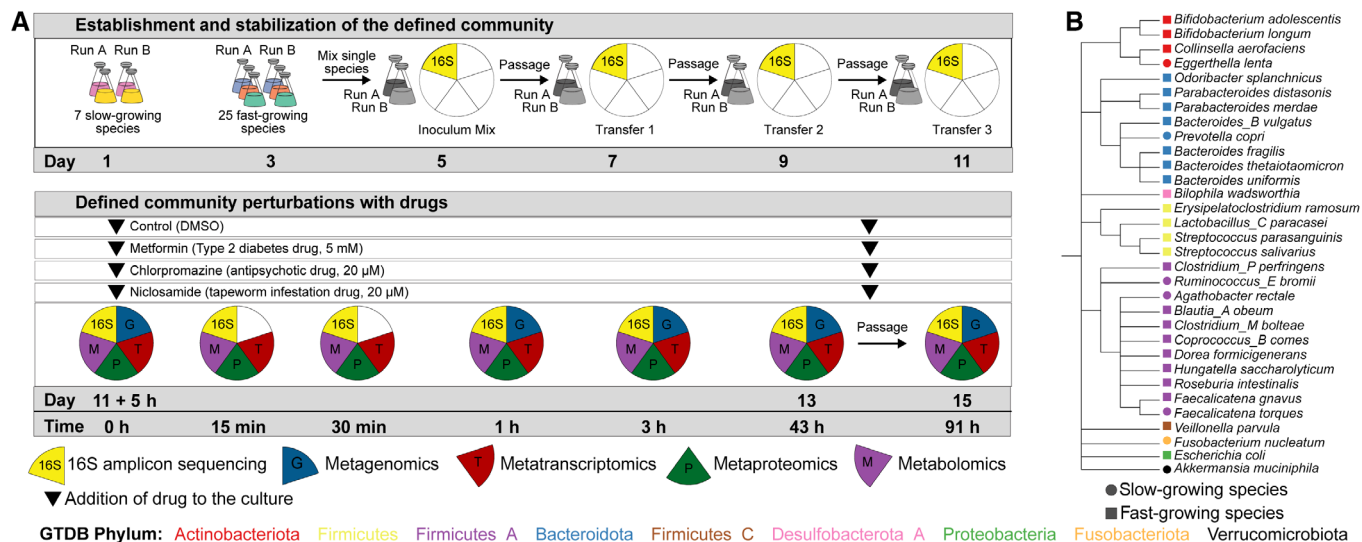 A
Establishment and stabilization of the defined community
Run A Run B
7 slow-growing
species
Run A Run B
25 fast-growing
species
Mix single
species
Run A
Run B
16S
Inoculum Mix
Passage
Run A
Run B
16S
Transfer 1
Passage
Run A
Run B
16S
Transfer 2
Passage
Run A
Run B
16S
Transfer 3
Day 1 3 5 7 9 11
Defined community perturbations with drugs
Control (DMSO)
Metformin (Type 2 diabetes drug, 5 mM)
Chlorpromazine (antipsychotic drug, 20 µM)
Niclosamide (tapeworm infestation drug, 20 µM)
16S G T P M
16S T P M
16S T P M
16S G T P M
16S G T P M
16S G T P M
Passage
16S G T P M
Day 11 + 5 h 13 15
Time 0 h 15 min 30 min 1 h 3 h 43 h 91 h
16S 16S amplicon sequencing G Metagenomics T Metatranscriptomics P Metaproteomics M Metabolomics
Addition of drug to the culture
B
Bifidobacterium adolescentis
Bifidobacterium longum
Collinsella aerofaciens
Eggerthella lenta
Odoribacter splanchnicus
Parabacteroides distasonis
Parabacteroides merdae
Bacteroides_B vulgatus
Prevotella copri
Bacteroides fragilis
Bacteroides thetaiotaomicron
Bacteroides uniformis
Bilophila wadsworthia
Erysipelatoclostridium ramosum
Lactobacillus_C paracasei
Streptococcus parasanguinis
Streptococcus salivarius
Clostridium_P perfringens
Ruminococcus_E bromii
Agathobacter rectale
Blautia_A obeum
Clostridium_M bolteae
Coprococcus_B comes
Dorea formicigenerans
Hungatella saccharolyticum
Roseburia intestinalis
Faecalicatena gnavus
Faecalicatena torques
Veillonella parvula
Fusobacterium nucleatum
Escherichia coli
Akkermansia muciniphila
Slow-growing species
Fast-growing species
GTDB Phylum: Actinobacteriota Firmicutes Firmicutes A Bacteroidota Firmicutes C Desulfobacterota A Proteobacteria Fusobacteriota Verrucomicrobiota